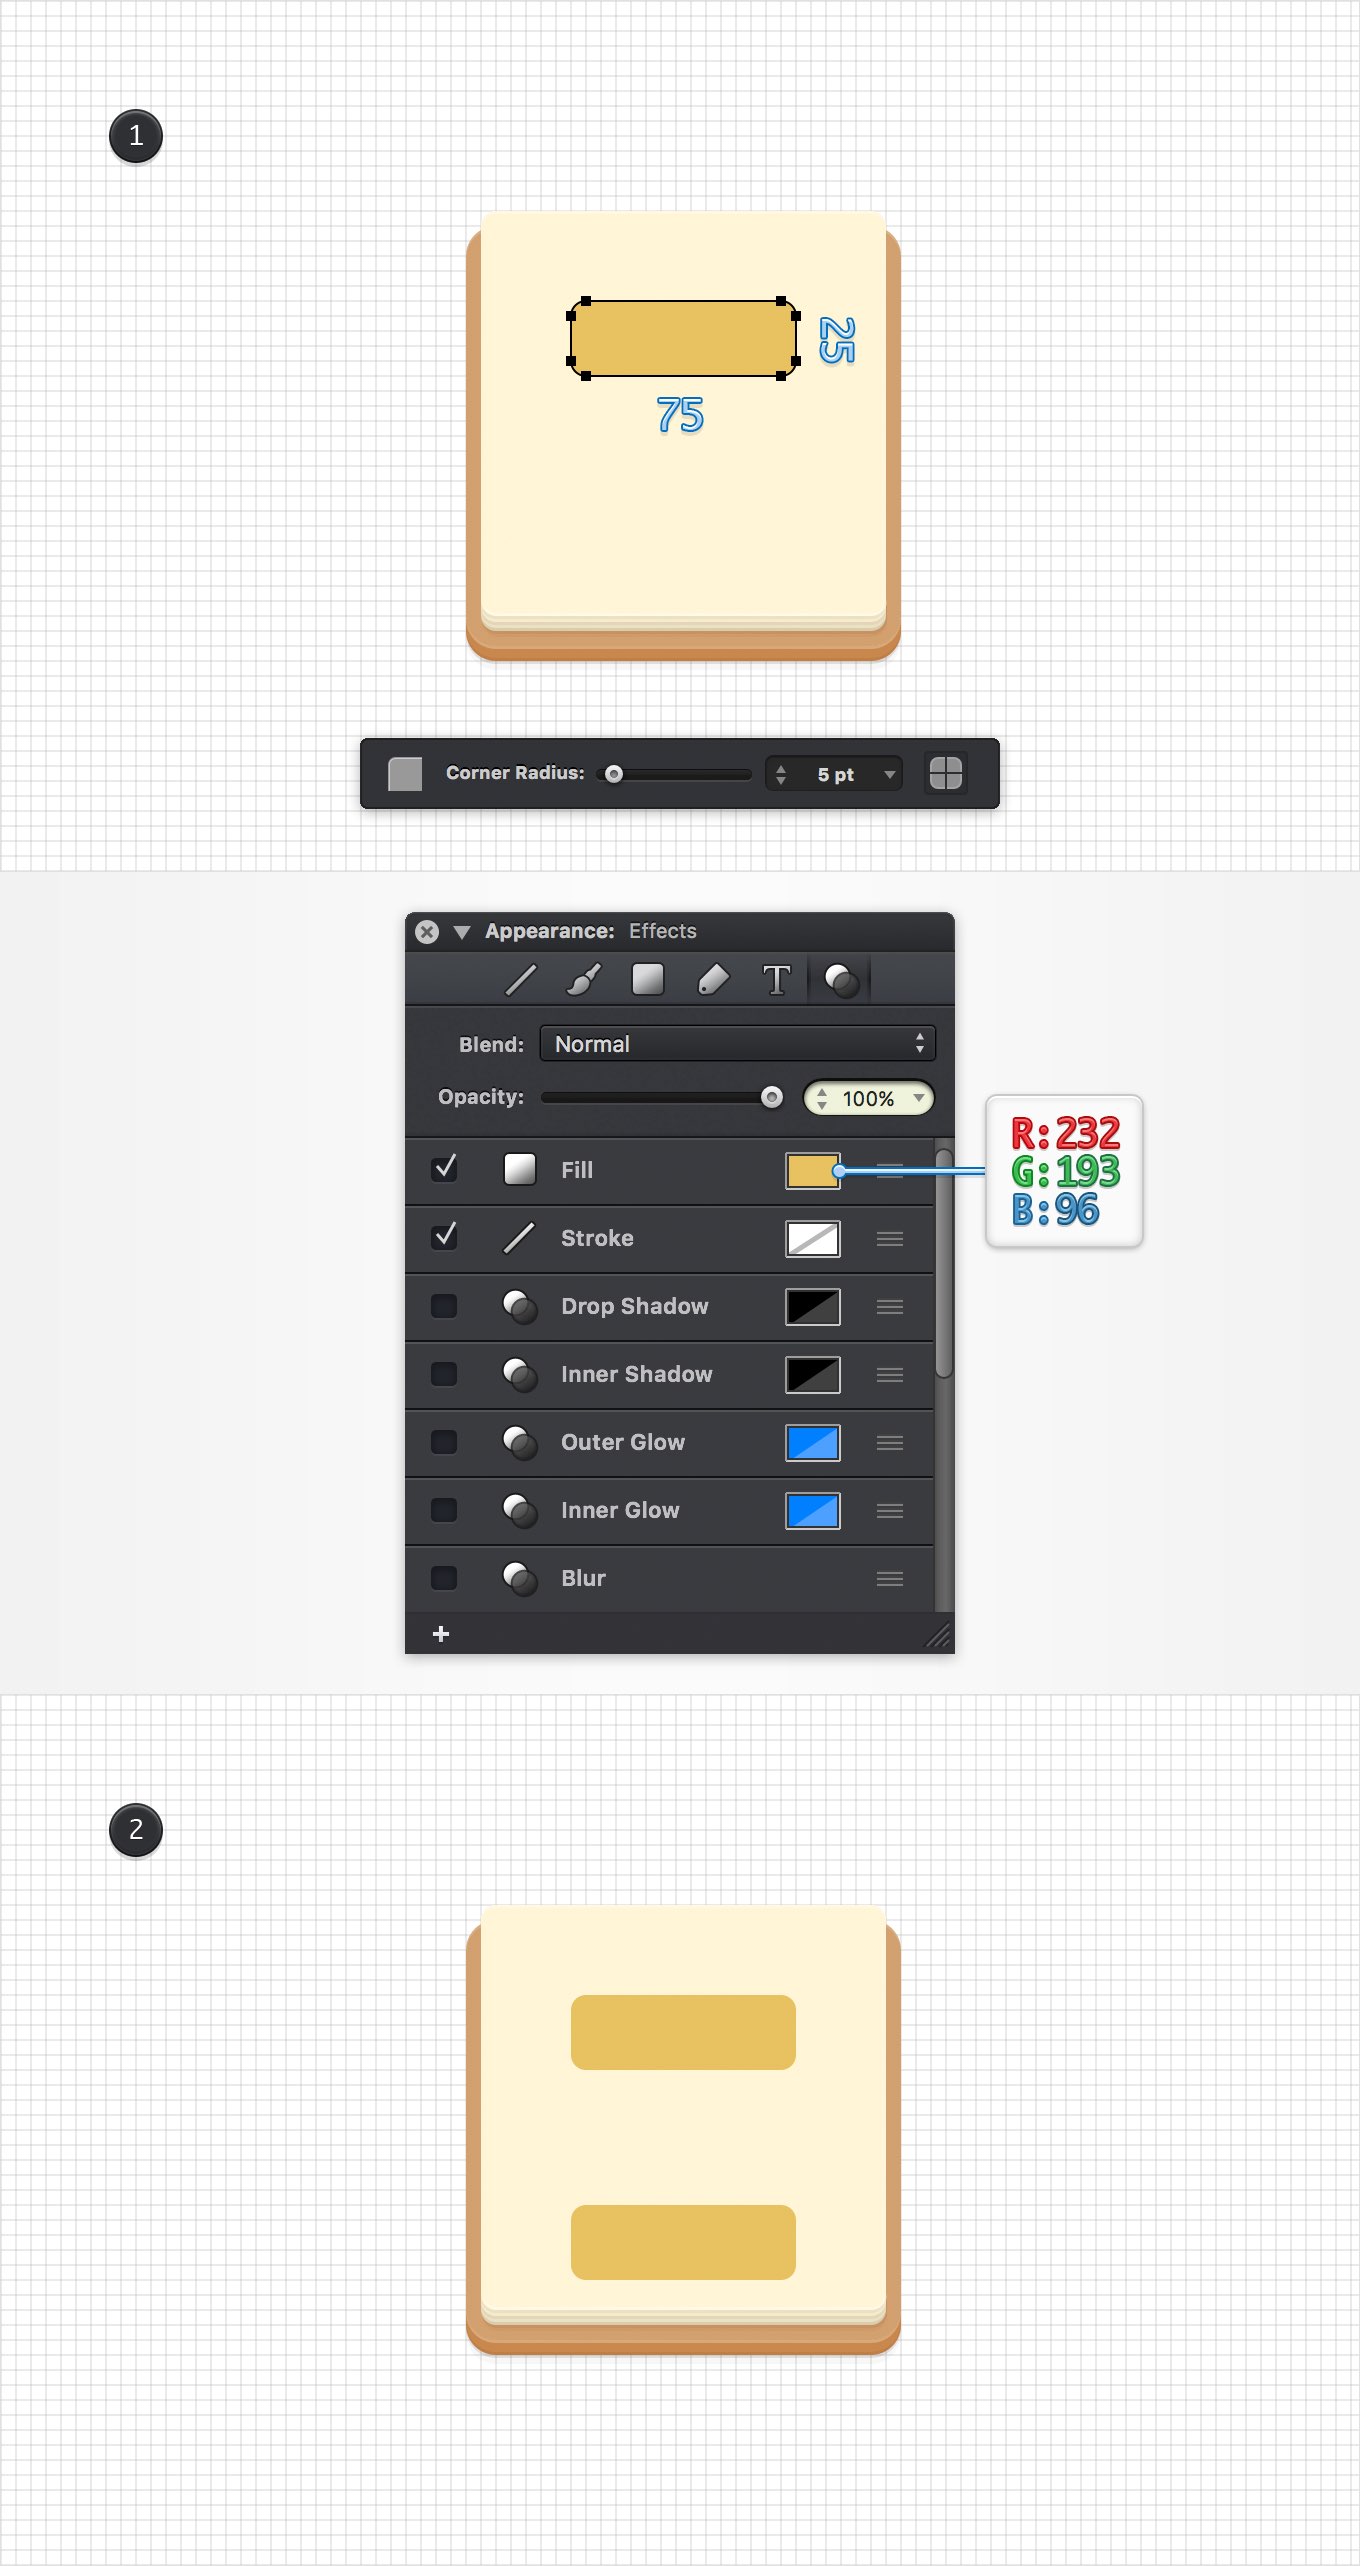 1
25
75
Corner Radius: 5 pt
Appearance: Effects
T
Blend: Normal
Opacity: 100%
Fill
R:232
G:193
B:96
Stroke
Drop Shadow
Inner Shadow
Outer Glow
Inner Glow
Blur
+
2